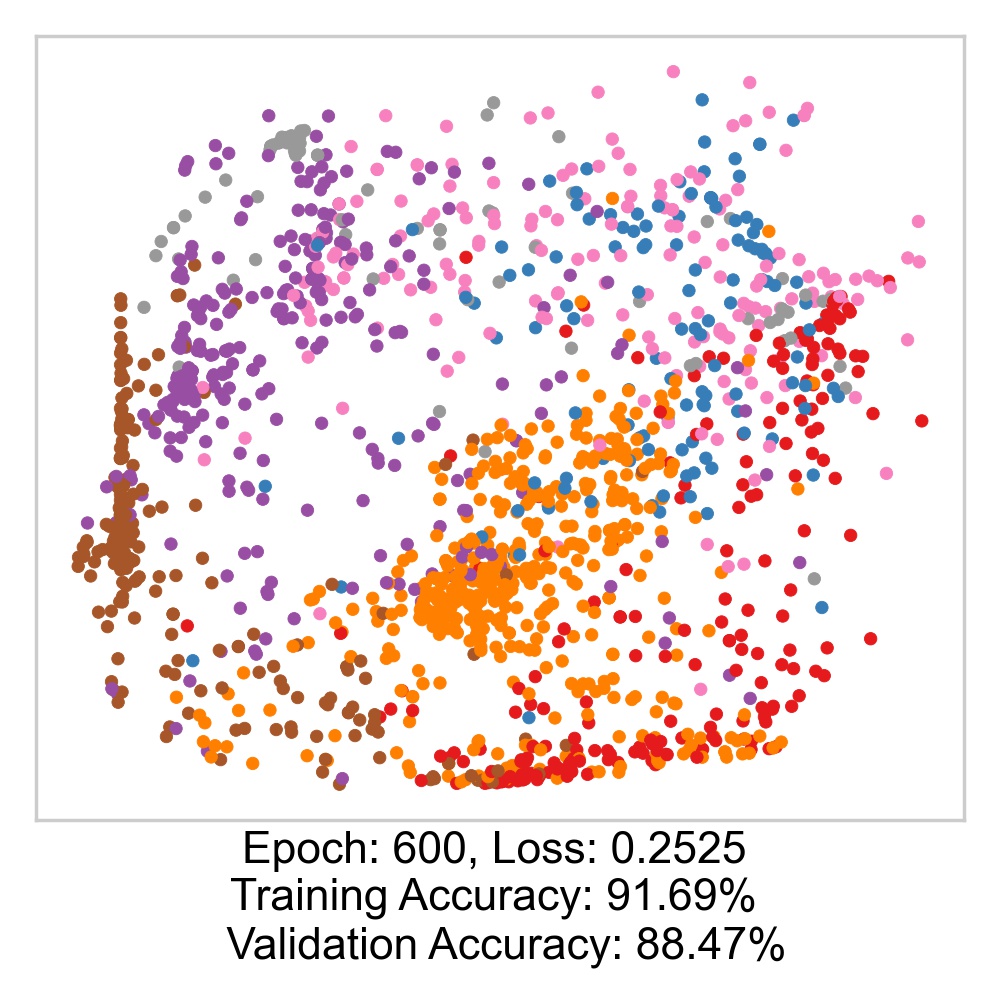 Epoch: 600, Loss: 0.2525
Training Accuracy: 91.69%
Validation Accuracy: 88.47%